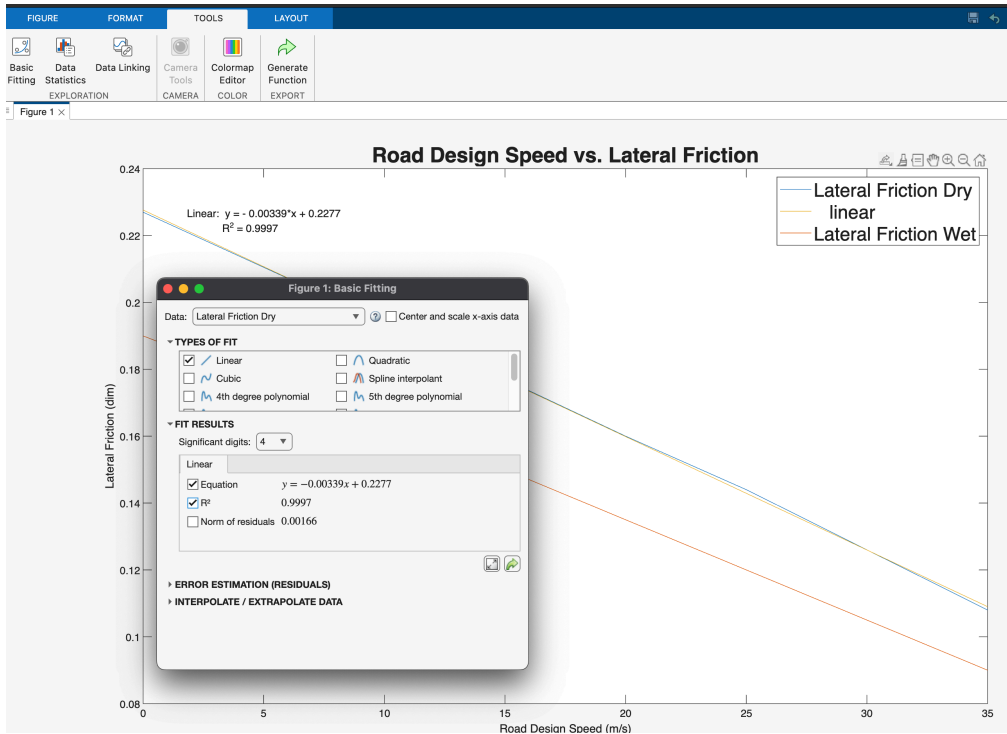 FIGURE FORMAT TOOLS LAYOUT
Basic Fitting
Data Statistics
Data Linking
Camera Tools
Colormap Editor
Generate Function
EXPLORATION CAMERA COLOR EXPORT
Figure 1 ×
Road Design Speed vs. Lateral Friction
Lateral Friction Dry
linear
Lateral Friction Wet
Linear: y = - 0.00339*x + 0.2277
R² = 0.9997
0.24
0.22
0.2
0.18
0.16
0.14
0.12
0.1
0.08
Lateral Friction (dim)
Figure 1: Basic Fitting
Data: Lateral Friction Dry ? Center and scale x-axis data
TYPES OF FIT
Linear Quadratic
Cubic Spline interpolant
4th degree polynomial 5th degree polynomial
FIT RESULTS
Significant digits: 4
Linear
Equation y = −0.00339x + 0.2277
R² 0.9997
Norm of residuals 0.00166
ERROR ESTIMATION (RESIDUALS)
INTERPOLATE / EXTRAPOLATE DATA
0 5 10 15 20 25 30 35
Road Design Speed (m/s)